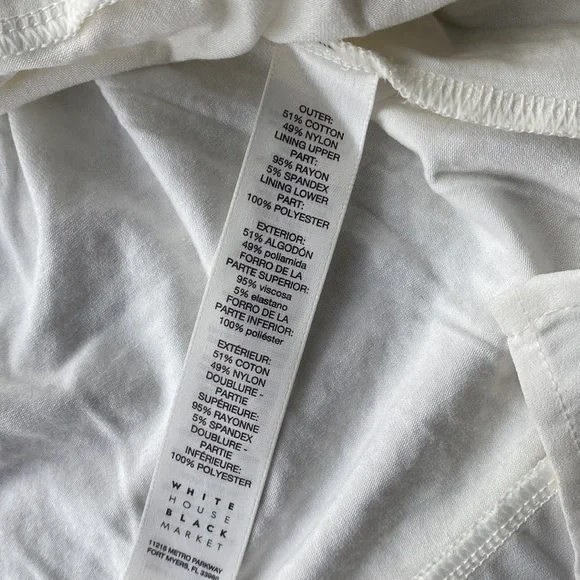 OUTER:
51% COTTON
49% NYLON
LINING UPPER
PART:
95% RAYON
5% SPANDEX
LINING LOWER
PART:
100% POLYESTER
EXTERIOR:
51% ALGODÓN
49% poliamida
FORRO DE LA
PARTE SUPERIOR:
95% viscosa
5% elastano
FORRO DE LA
PARTE INFERIOR:
100% poliéster
EXTÉRIEUR:
51% COTON
49% NYLON
DOUBLURE -
PARTIE
SUPÉRIEURE:
95% RAYONNE
5% SPANDEX
DOUBLURE -
PARTIE
INFÉRIEURE:
100% POLYESTER
WHITE
HOUSE
BLACK
MARKET
11215 METRO PARKWAY
FORT MYERS, FL